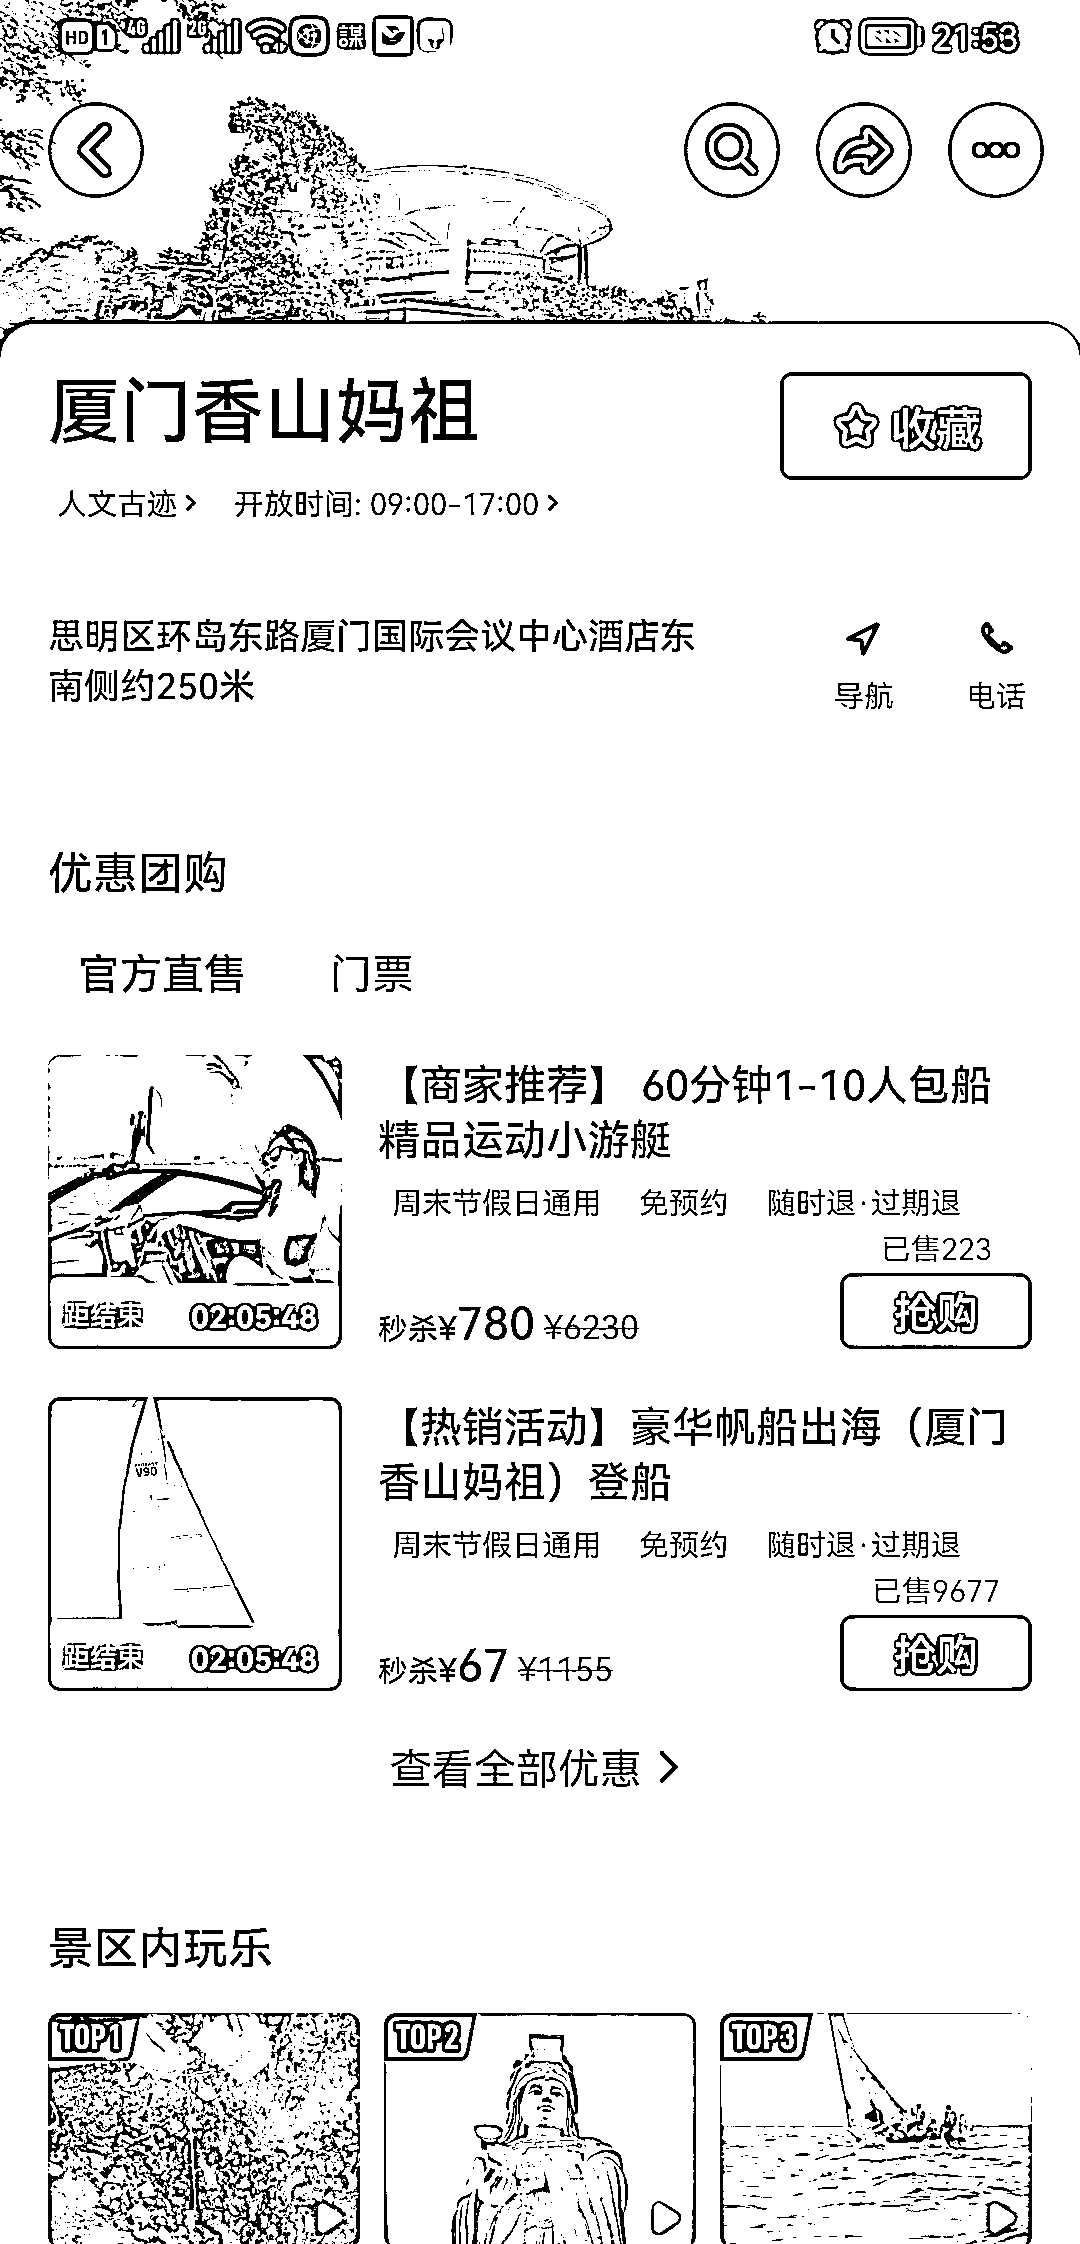 HD 1 4G 2G 21:53
厦门香山妈祖
收藏
人文古迹 开放时间: 09:00-17:00
思明区环岛东路厦门国际会议中心酒店东
南侧约250米
导航 电话
优惠团购
官方直售 门票
【商家推荐】 60分钟1-10人包船
精品运动小游艇
周末节假日通用 免预约 随时退·过期退
已售223
距结束 02:05:48
秒杀¥780 ¥6230
抢购
【热销活动】豪华帆船出海（厦门
香山妈祖）登船
周末节假日通用 免预约 随时退·过期退
已售9677
距结束 02:05:48
秒杀¥67 ¥1155
抢购
查看全部优惠
景区内玩乐
TOP1 TOP2 TOP3